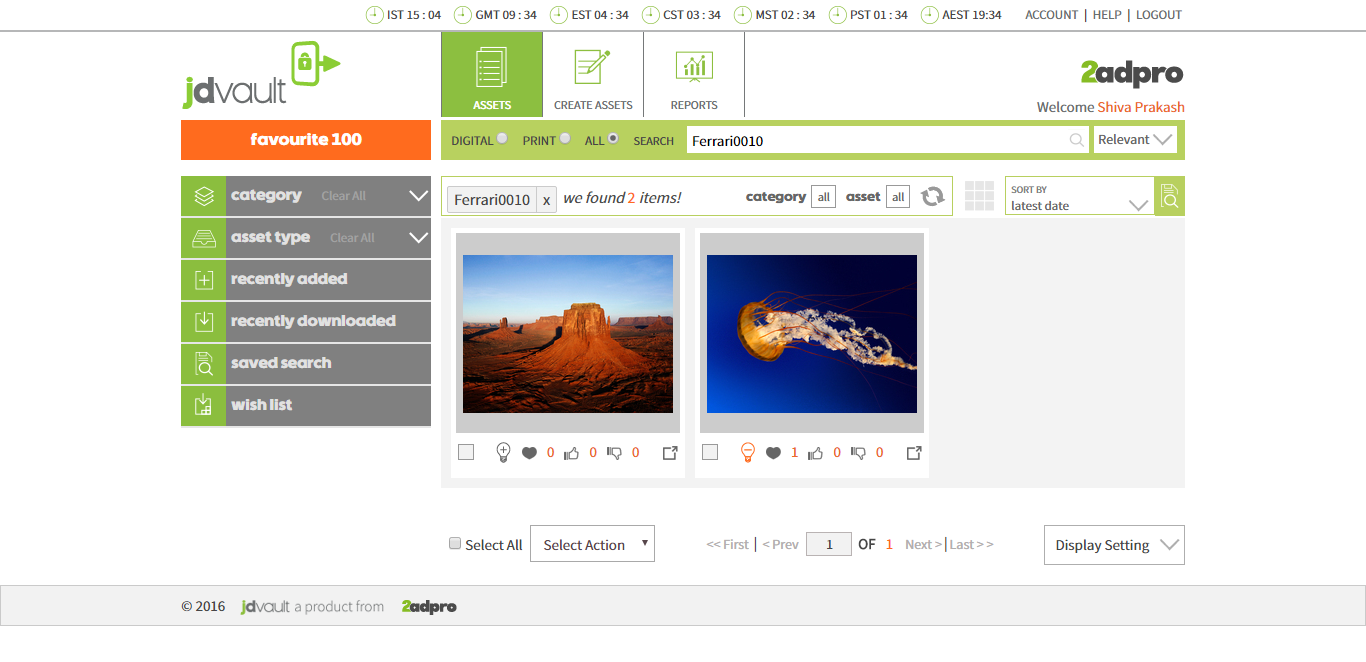 IST 15 : 04 GMT 09 : 34 EST 04 : 34 CST 03 : 34 MST 02 : 34 PST 01 : 34 AEST 19:34 ACCOUNT | HELP | LOGOUT
jdvault
ASSETS CREATE ASSETS REPORTS
2adpro
Welcome Shiva Prakash
favourite 100
DIGITAL PRINT ALL SEARCH Ferrari0010 Relevant
category Clear All
asset type Clear All
recently added
recently downloaded
saved search
wish list
Ferrari0010 x we found 2 items! category all asset all
SORT BY
latest date
0 0 0
1 0 0
Select All Select Action << First | < Prev 1 OF 1 Next > | Last > > Display Setting
© 2016 jdvault a product from 2adpro